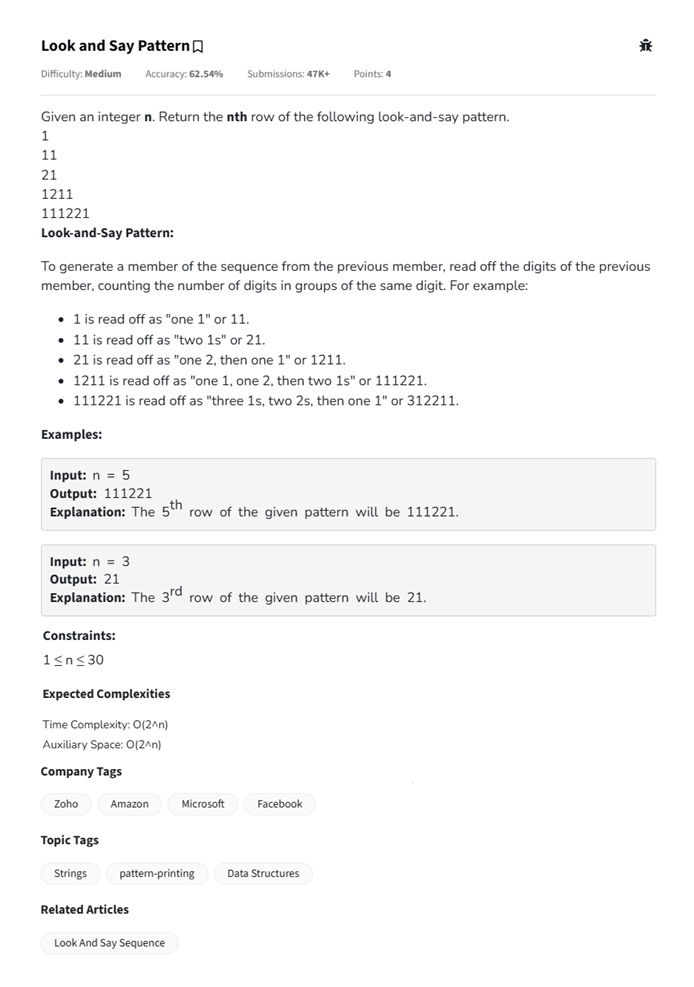 Look and Say Pattern
Difficulty: Medium Accuracy: 62.54% Submissions: 47K+ Points: 4
Given an integer n. Return the nth row of the following look-and-say pattern.
1
11
21
1211
111221
Look-and-Say Pattern:
To generate a member of the sequence from the previous member, read off the digits of the previous
member, counting the number of digits in groups of the same digit. For example:
• 1 is read off as "one 1" or 11.
• 11 is read off as "two 1s" or 21.
• 21 is read off as "one 2, then one 1" or 1211.
• 1211 is read off as "one 1, one 2, then two 1s" or 111221.
• 111221 is read off as "three 1s, two 2s, then one 1" or 312211.
Examples:
Input: n = 5
Output: 111221
Explanation: The 5th row of the given pattern will be 111221.
Input: n = 3
Output: 21
Explanation: The 3rd row of the given pattern will be 21.
Constraints:
1 ≤ n ≤ 30
Expected Complexities
Time Complexity: O(2^n)
Auxiliary Space: O(2^n)
Company Tags
Zoho Amazon Microsoft Facebook
Topic Tags
Strings pattern-printing Data Structures
Related Articles
Look And Say Sequence